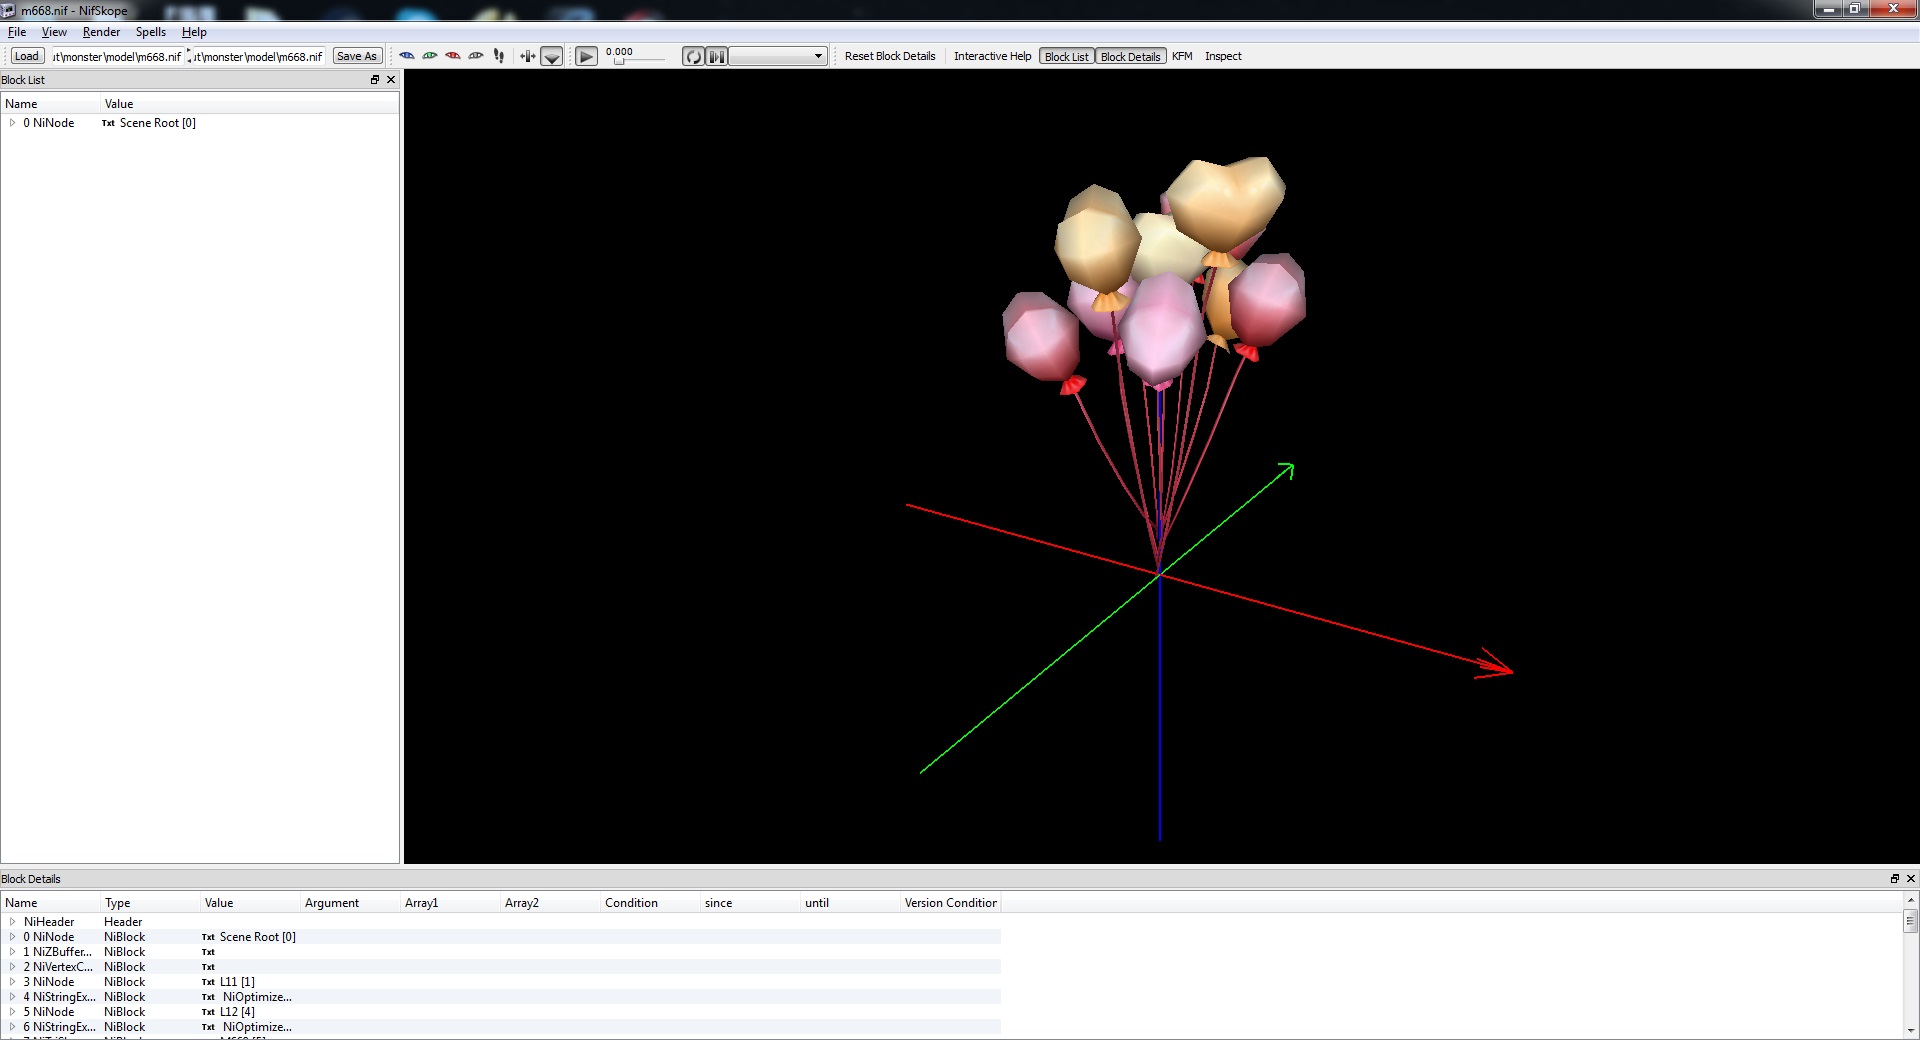 m668.nif - NifSkope
File View Render Spells Help
Load ıt\monster\model\m668.nif ıt\monster\model\m668.nif Save As 0.000 Reset Block Details Interactive Help Block List Block Details KFM Inspect
Block List
Name Value
0 NiNode Txt Scene Root [0]
Block Details
Name Type Value Argument Array1 Array2 Condition since until Version Condition
NiHeader Header
0 NiNode NiBlock Txt Scene Root [0]
1 NiZBuffer... NiBlock Txt
2 NiVertexC... NiBlock Txt
3 NiNode NiBlock Txt L11 [1]
4 NiStringEx... NiBlock Txt NiOptimize...
5 NiNode NiBlock Txt L12 [4]
6 NiStringEx... NiBlock Txt NiOptimize...